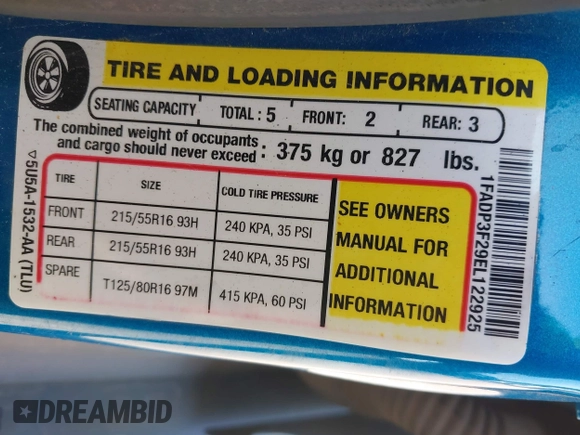 TIRE AND LOADING INFORMATION
SEATING CAPACITY TOTAL: 5 FRONT: 2 REAR: 3
The combined weight of occupants
and cargo should never exceed : 375 kg or 827 lbs.
TIRE SIZE COLD TIRE PRESSURE
FRONT 215/55R16 93H 240 KPA, 35 PSI
REAR 215/55R16 93H 240 KPA, 35 PSI
SPARE T125/80R16 97M 415 KPA, 60 PSI
SEE OWNERS
MANUAL FOR
ADDITIONAL
INFORMATION
▽5U5A-1532-AA (TLU)
1FADP3F29EL122925
DREAMBID